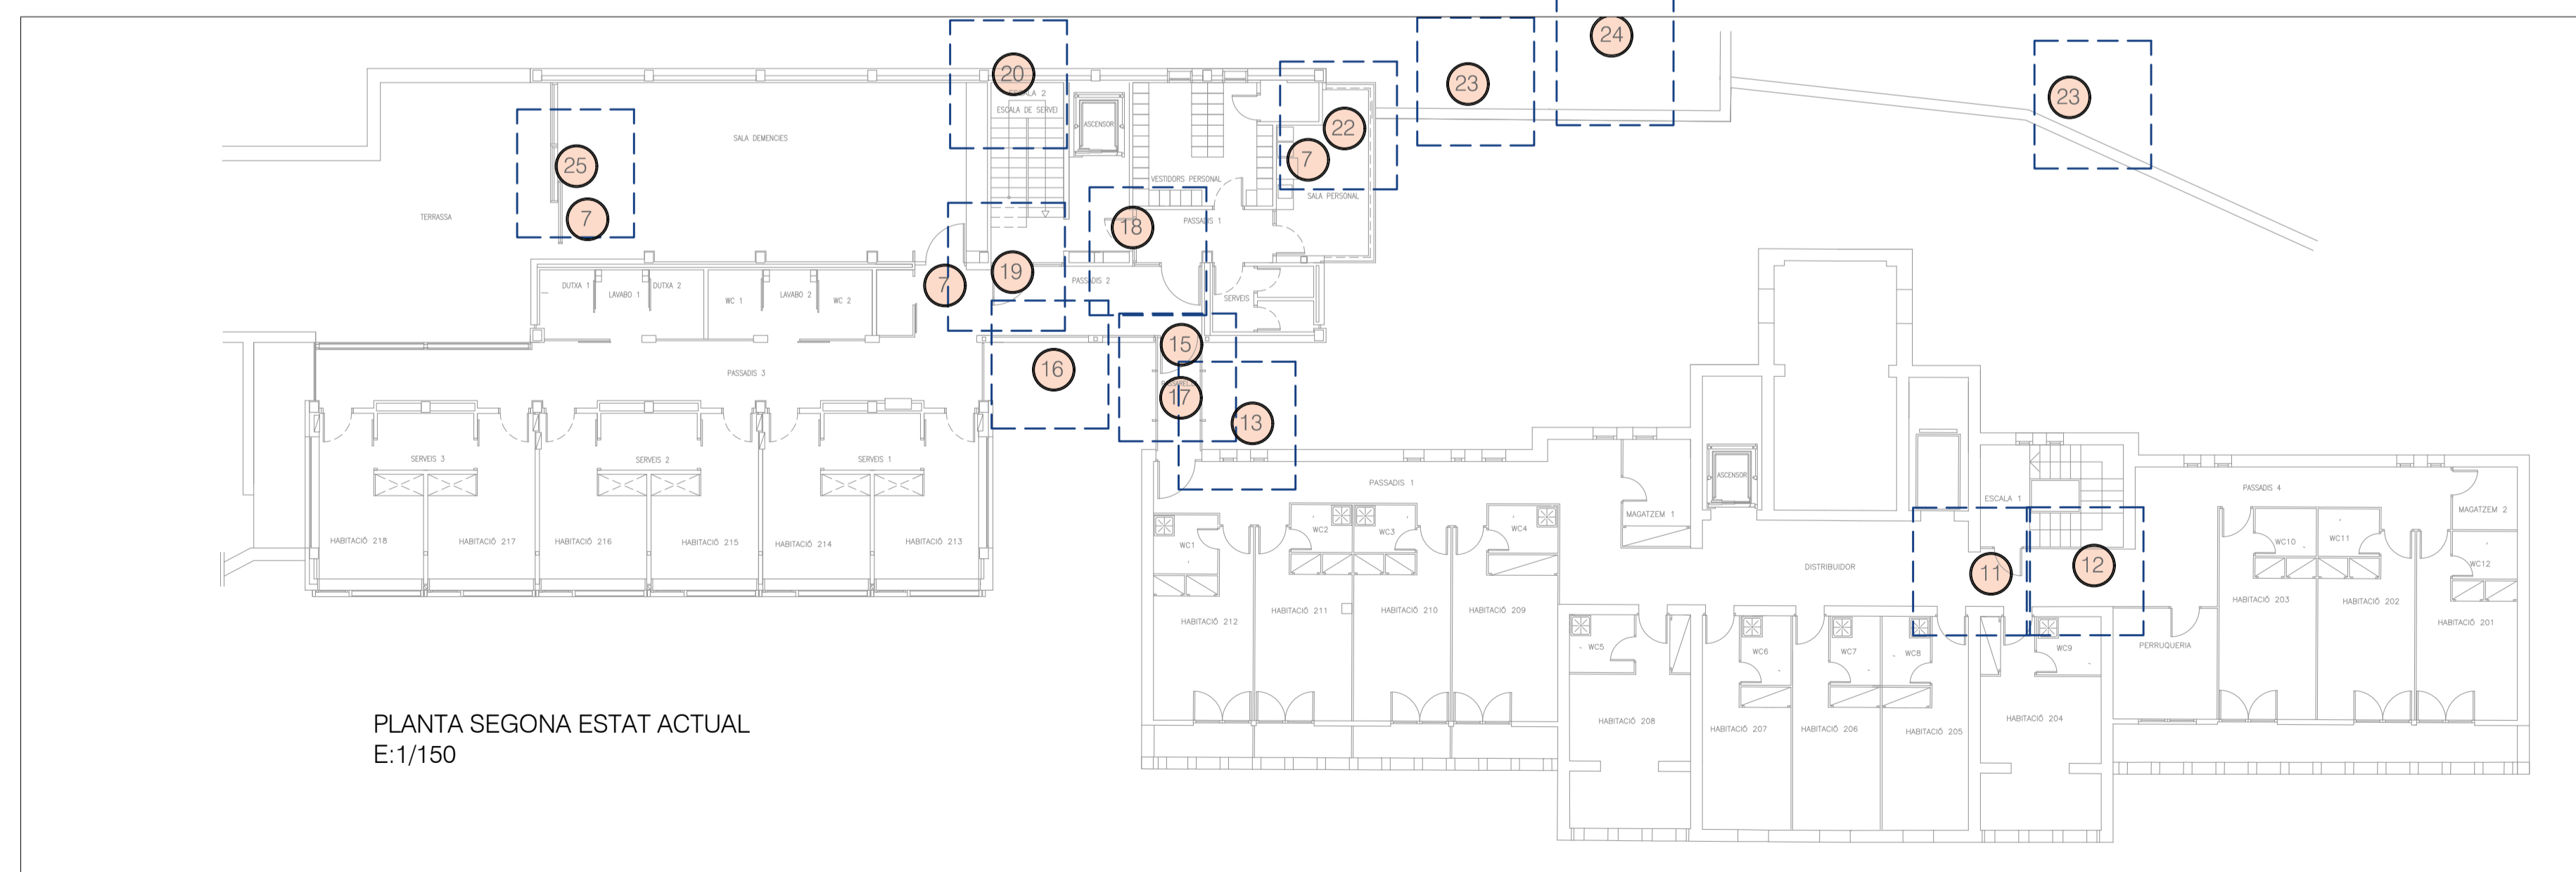 24
20
23
23
ESCALA 2
ESCALA DE SERVEI
ASCENSOR
22
7
SALA DEMENCIES
25
VESTIDORS PERSONAL
SALA PERSONAL
TERRASSA
7
18
PASSADIS 1
7
19
PASSADIS 2
DUTXA 1
LAVABO 1
DUTXA 2
WC 1
LAVABO 2
WC 2
SERVEIS
15
16
PASSADIS 3
17
13
SERVEIS 3
SERVEIS 2
SERVEIS 1
PASSADIS 1
ASCENSOR
ESCALA 1
PASSADIS 4
MAGATZEM 1
MAGATZEM 2
HABITACIÓ 218
HABITACIÓ 217
HABITACIÓ 216
HABITACIÓ 215
HABITACIÓ 214
HABITACIÓ 213
WC1
WC2
WC3
WC4
WC10
WC11
WC12
DISTRIBUIDOR
11
12
HABITACIÓ 212
HABITACIÓ 211
HABITACIÓ 210
HABITACIÓ 209
HABITACIÓ 203
HABITACIÓ 202
HABITACIÓ 201
WC5
WC6
WC7
WC8
WC9
PERRUQUERIA
HABITACIÓ 208
HABITACIÓ 207
HABITACIÓ 206
HABITACIÓ 205
HABITACIÓ 204
PLANTA SEGONA ESTAT ACTUAL
E:1/150